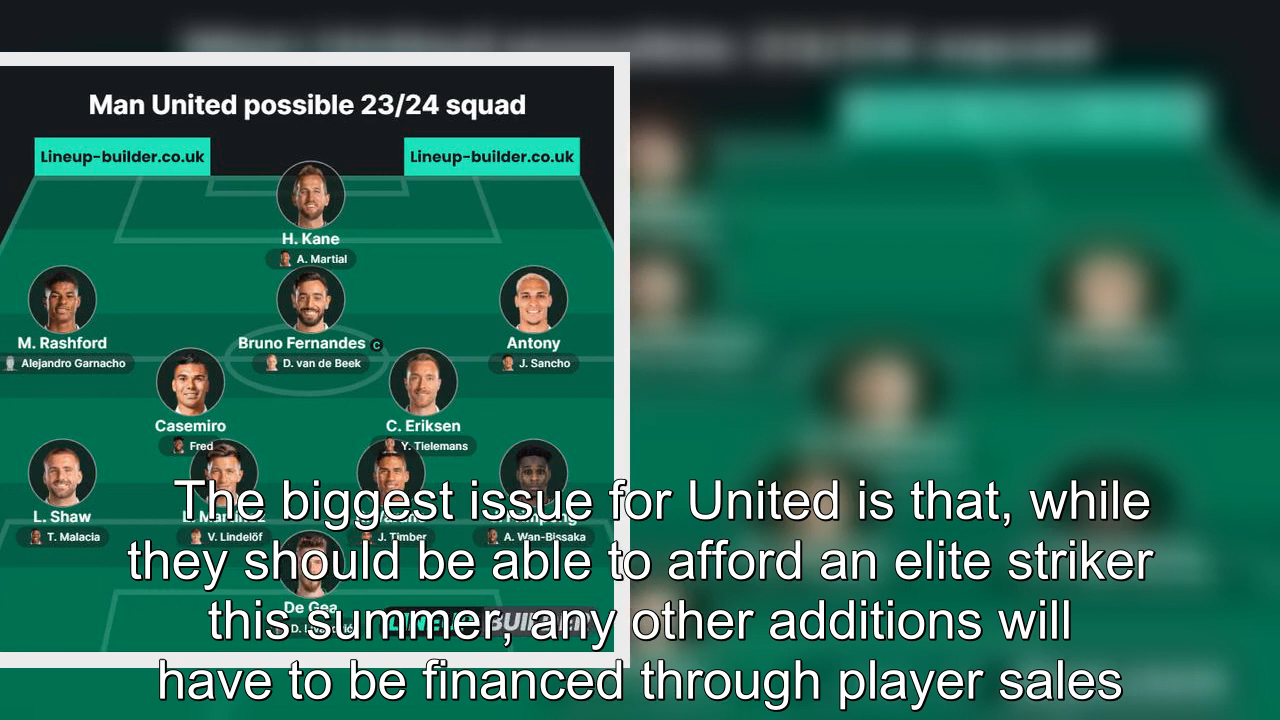 Man United possible 23/24 squad
Lineup-builder.co.uk
Lineup-builder.co.uk
H. Kane
A. Martial
M. Rashford
Alejandro Garnacho
Bruno Fernandes C
D. van de Beek
Antony
J. Sancho
Casemiro
Fred
C. Eriksen
Y. Tielemans
L. Shaw
T. Malacia
V. Lindelöf
J. Timber
A. Wan-Bissaka
De Gea
The biggest issue for United is that, while
they should be able to afford an elite striker
this summer, any other additions will
have to be financed through player sales